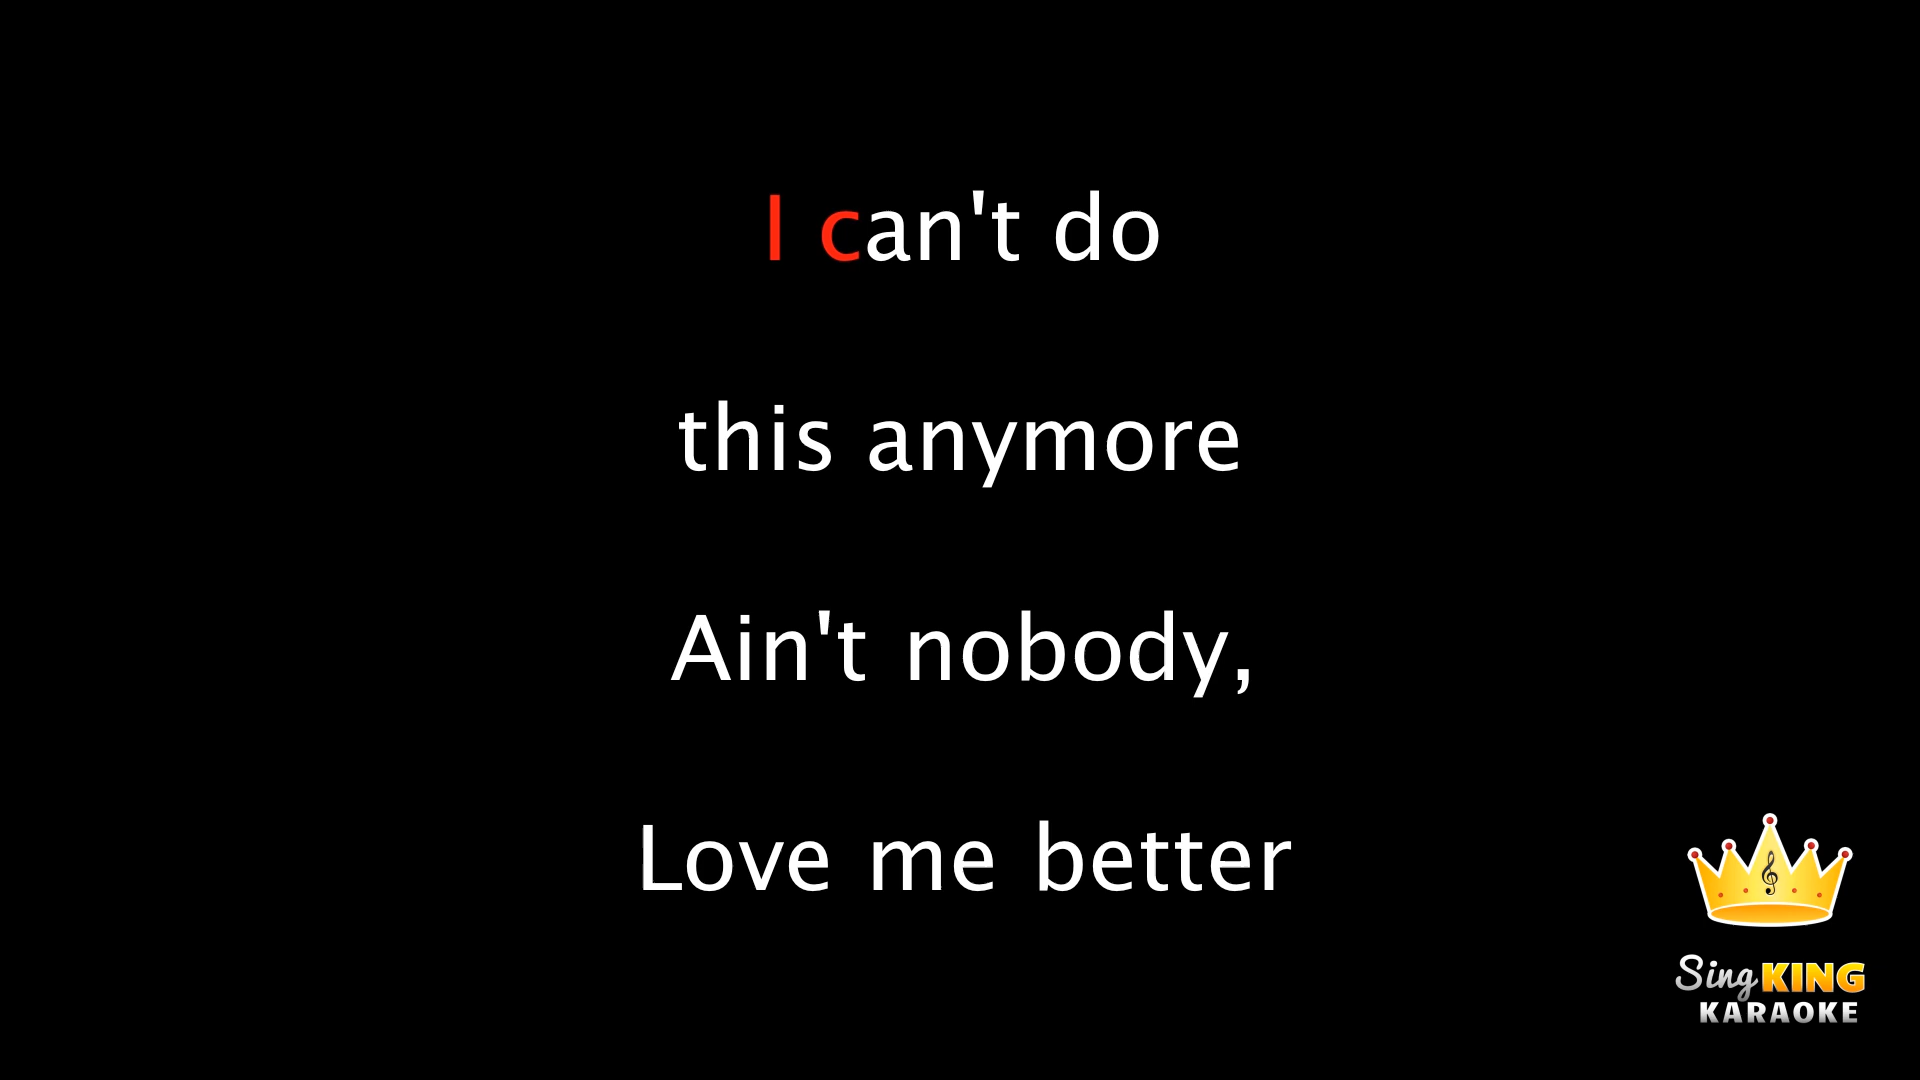 I can't do
this anymore
Ain't nobody,
Love me better
Sing KING
KARAOKE